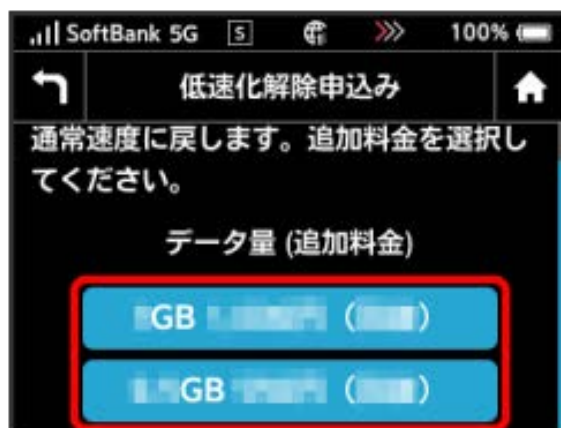 SoftBank 5G S 100%
低速化解除申込み
通常速度に戻します。追加料金を選択し
てください。
データ量 (追加料金)
GB ( )
GB ( )